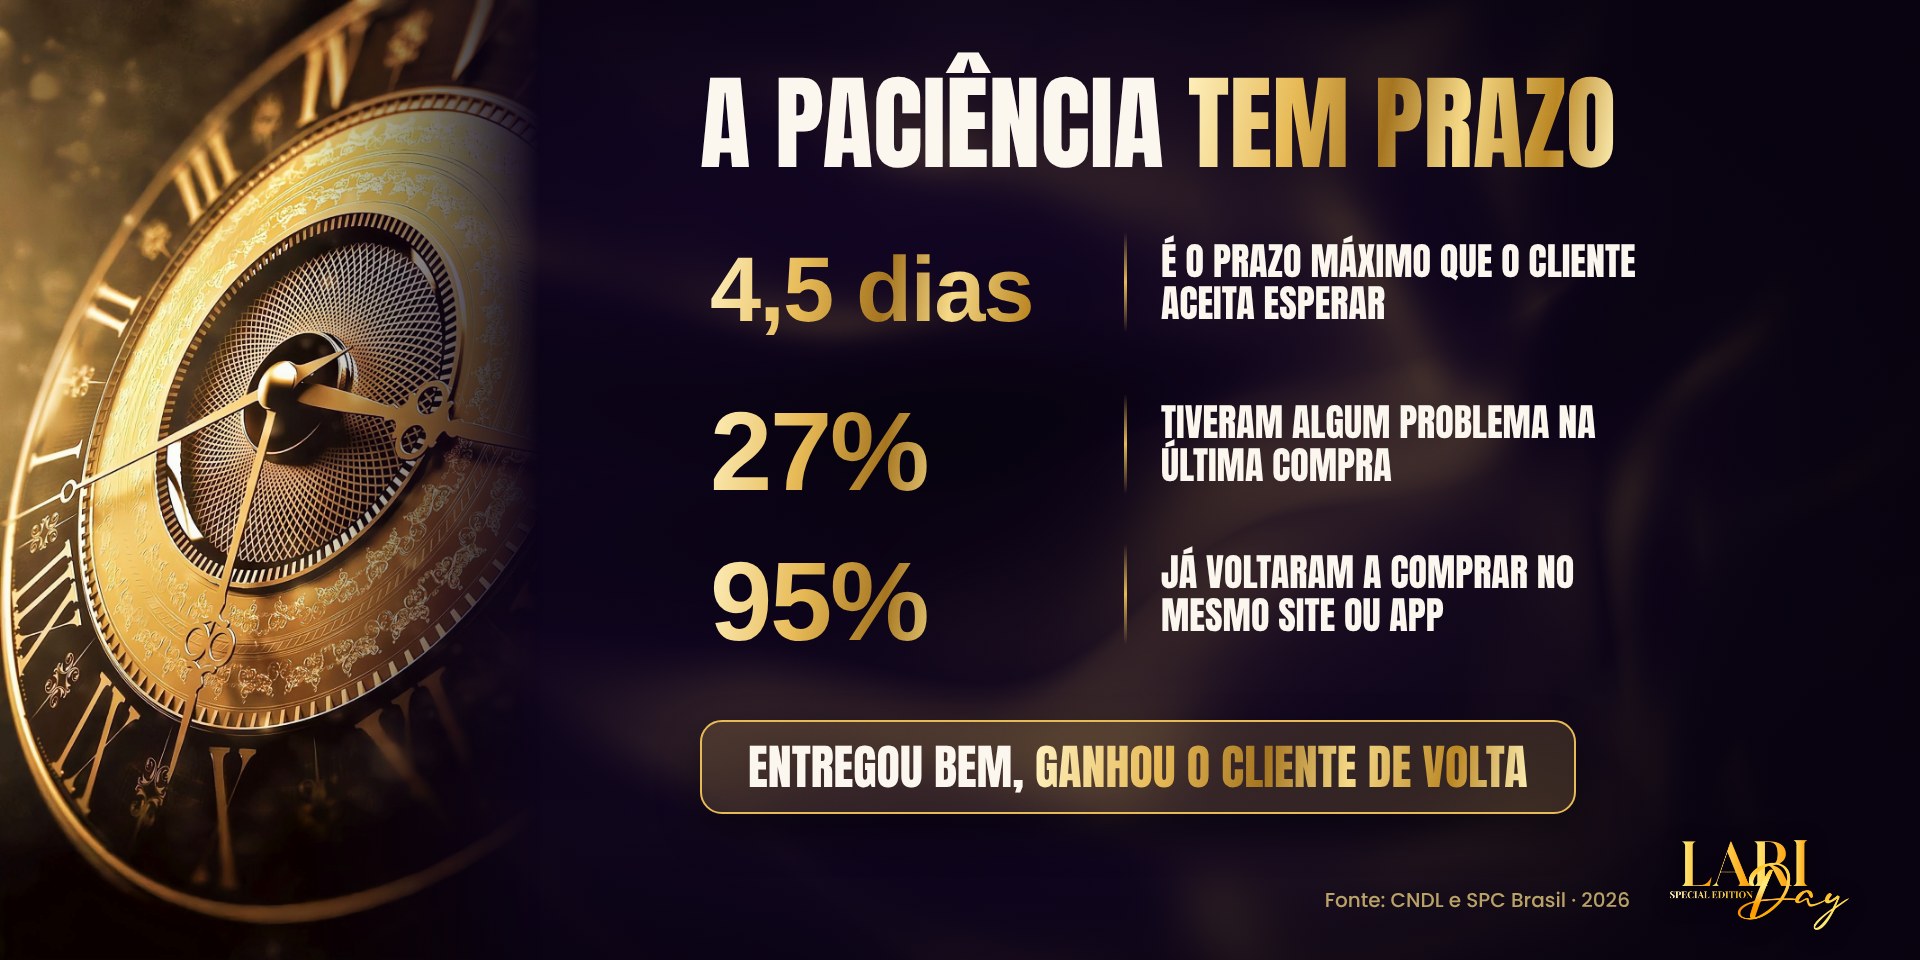 A PACIÊNCIA TEM PRAZO
4,5 dias
É O PRAZO MÁXIMO QUE O CLIENTE
ACEITA ESPERAR
27%
TIVERAM ALGUM PROBLEMA NA
ÚLTIMA COMPRA
95%
JÁ VOLTARAM A COMPRAR NO
MESMO SITE OU APP
ENTREGOU BEM, GANHOU O CLIENTE DE VOLTA
Fonte: CNDL e SPC Brasil · 2026
LABI
SPECIAL EDITION Day